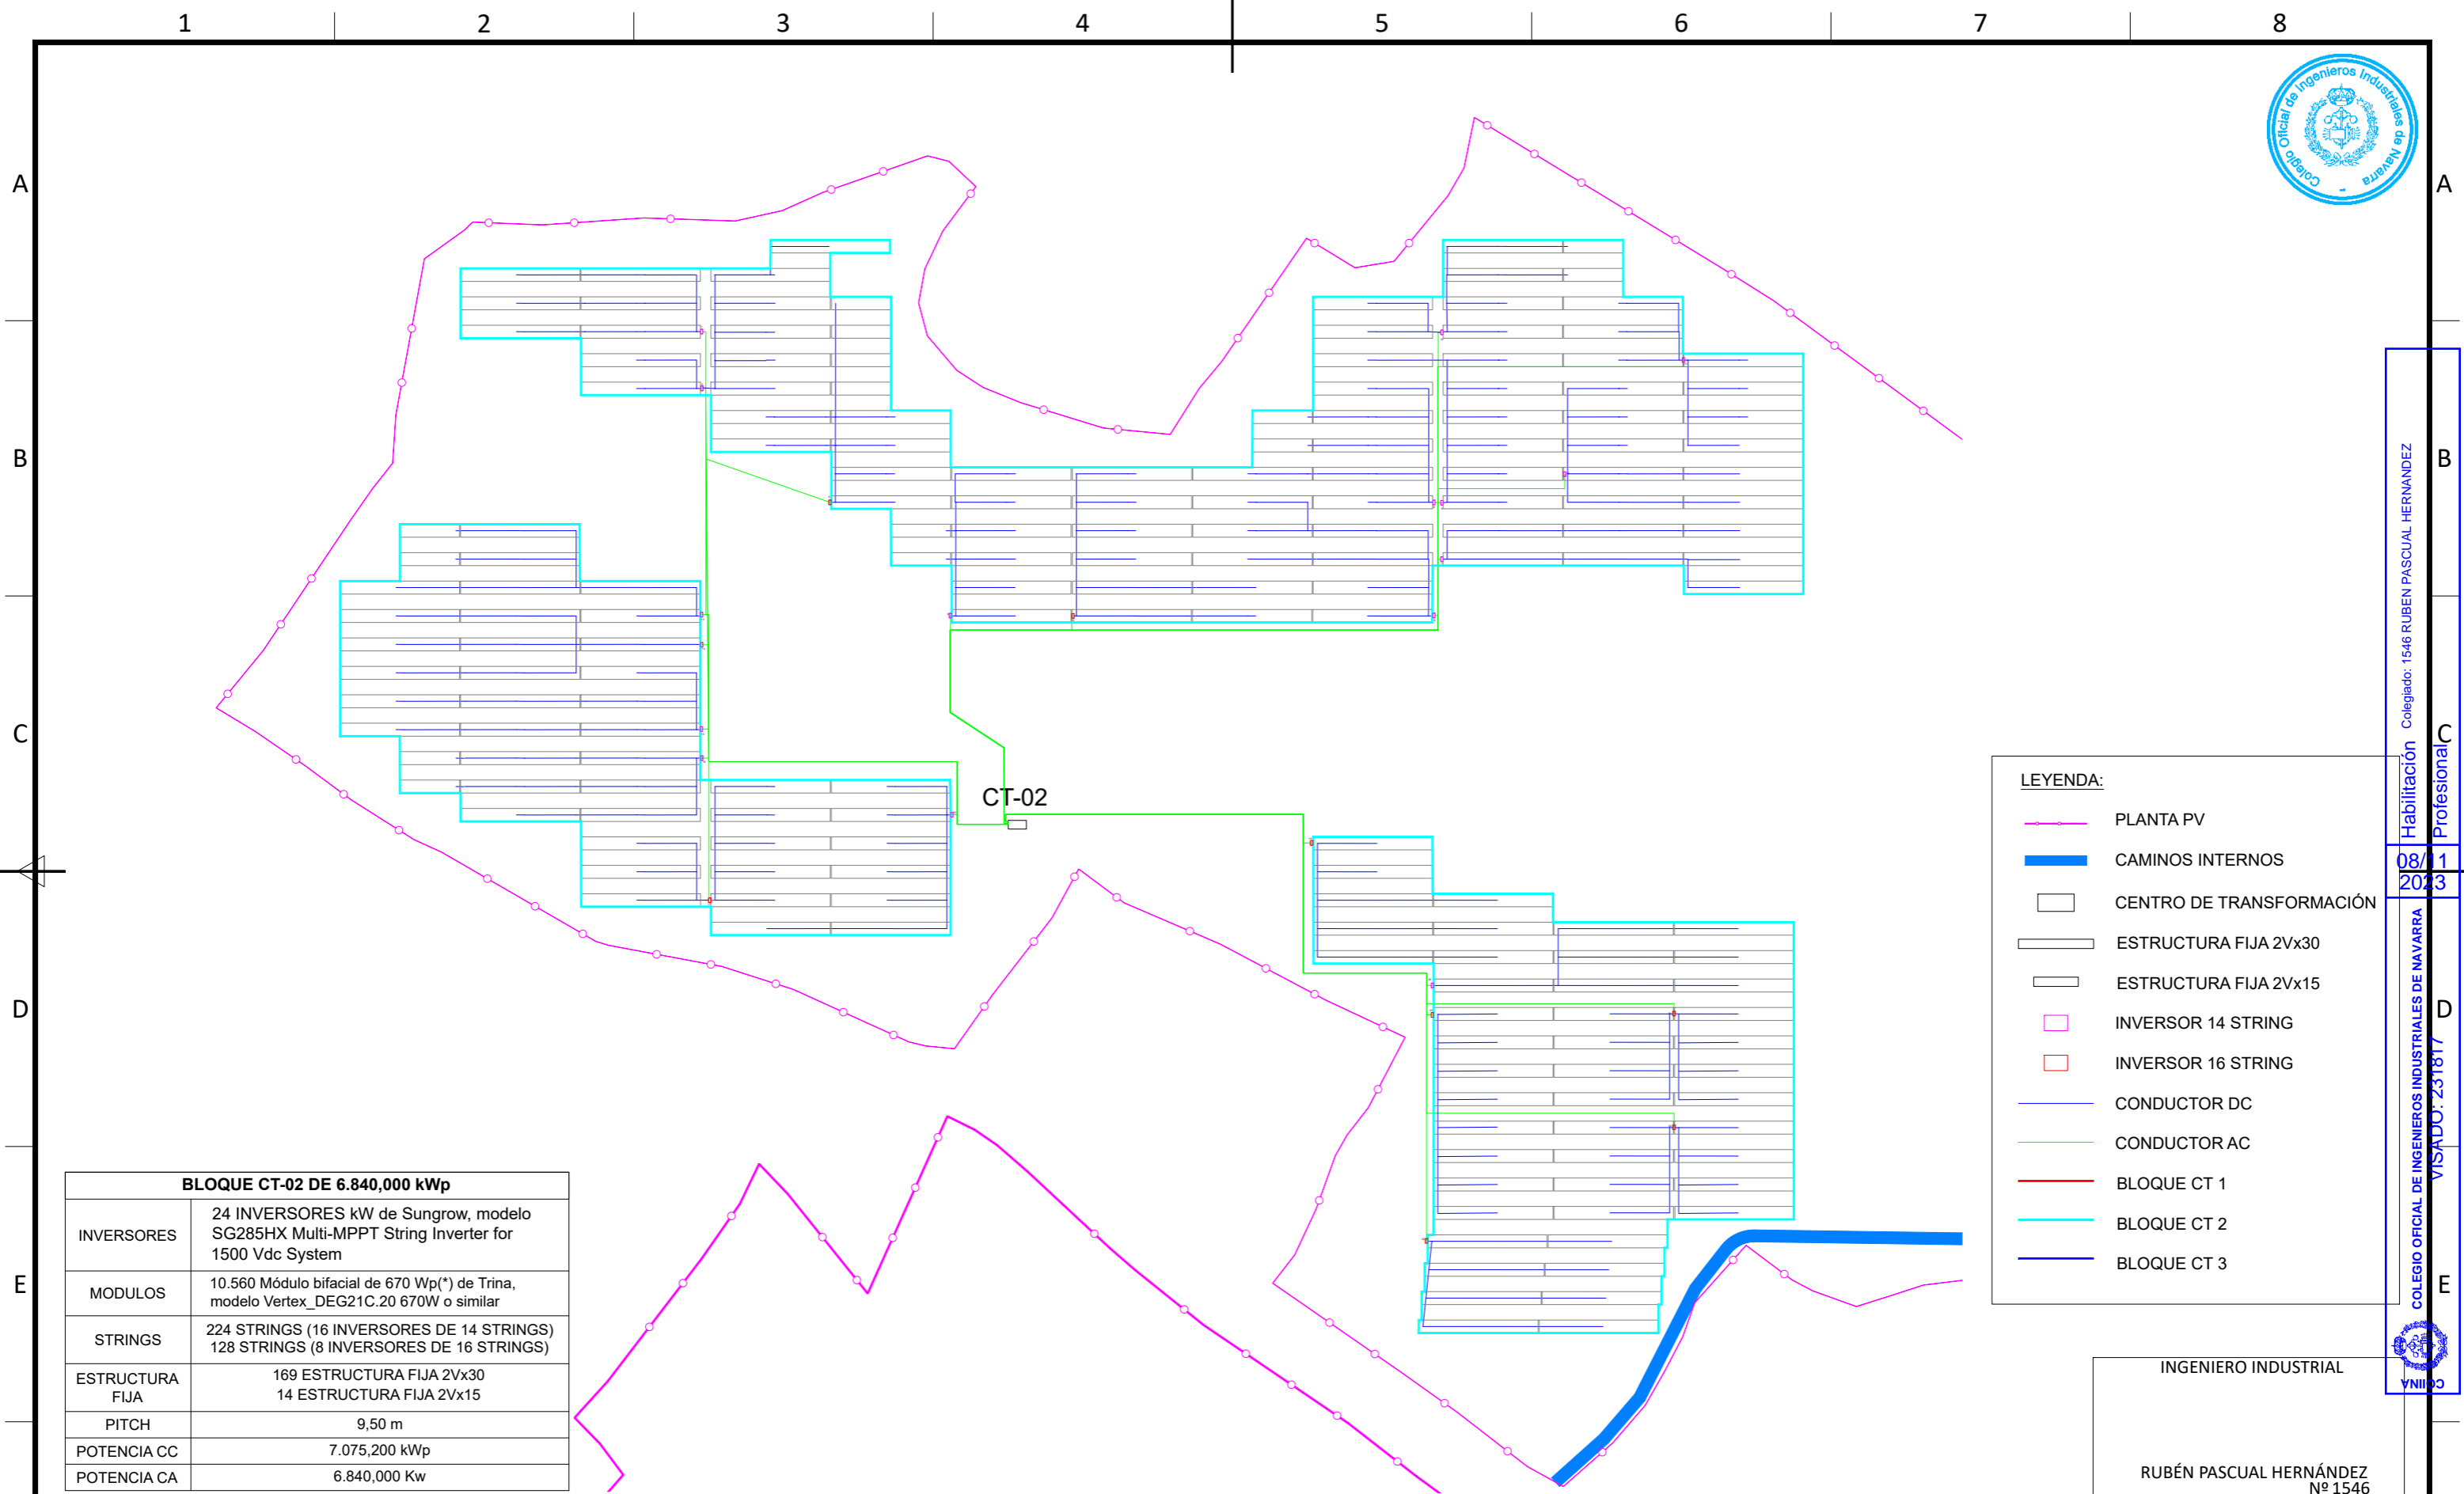 1 2 3 4 5 6 7 8
A
B
C
D
E
A
B
C
D
E
Colegio Oficial de Ingenieros Industriales de Navarra
CT-02
LEYENDA:
PLANTA PV
CAMINOS INTERNOS
CENTRO DE TRANSFORMACIÓN
ESTRUCTURA FIJA 2Vx30
ESTRUCTURA FIJA 2Vx15
INVERSOR 14 STRING
INVERSOR 16 STRING
CONDUCTOR DC
CONDUCTOR AC
BLOQUE CT 1
BLOQUE CT 2
BLOQUE CT 3
Habilitación Colegiado: 1546 RUBEN PASCUAL HERNANDEZ
Profesional
08/11
2023
COLEGIO OFICIAL DE INGENIEROS INDUSTRIALES DE NAVARRA
VISADO: 231817
COIINA
BLOQUE CT-02 DE 6.840,000 kWp
INVERSORES
24 INVERSORES kW de Sungrow, modelo
SG285HX Multi-MPPT String Inverter for
1500 Vdc System
MODULOS
10.560 Módulo bifacial de 670 Wp(*) de Trina,
modelo Vertex_DEG21C.20 670W o similar
STRINGS
224 STRINGS (16 INVERSORES DE 14 STRINGS)
128 STRINGS (8 INVERSORES DE 16 STRINGS)
ESTRUCTURA
FIJA
169 ESTRUCTURA FIJA 2Vx30
14 ESTRUCTURA FIJA 2Vx15
PITCH
9,50 m
POTENCIA CC
7.075,200 kWp
POTENCIA CA
6.840,000 Kw
INGENIERO INDUSTRIAL
RUBÉN PASCUAL HERNÁNDEZ
Nº 1546